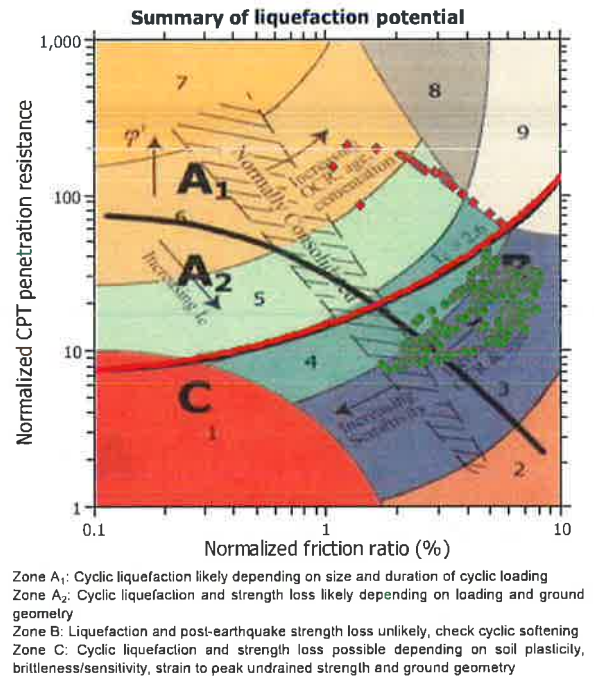 Summary of liquefaction potential
Normalized CPT penetration resistance
1,000
100
10
1
7
8
9
φ'
Increasing
OCR, age,
cementation
Normally Consolidated
A1
6
A2
Increasing Ic
5
Ic = 2.6
B
4
3
C
1
Increasing
sensitivity
2
0.1
1
10
Normalized friction ratio (%)
Zone A1: Cyclic liquefaction likely depending on size and duration of cyclic loading
Zone A2: Cyclic liquefaction and strength loss likely depending on loading and ground
geometry
Zone B: Liquefaction and post-earthquake strength loss unlikely, check cyclic softening
Zone C: Cyclic liquefaction and strength loss possible depending on soil plasticity,
brittleness/sensitivity, strain to peak undrained strength and ground geometry